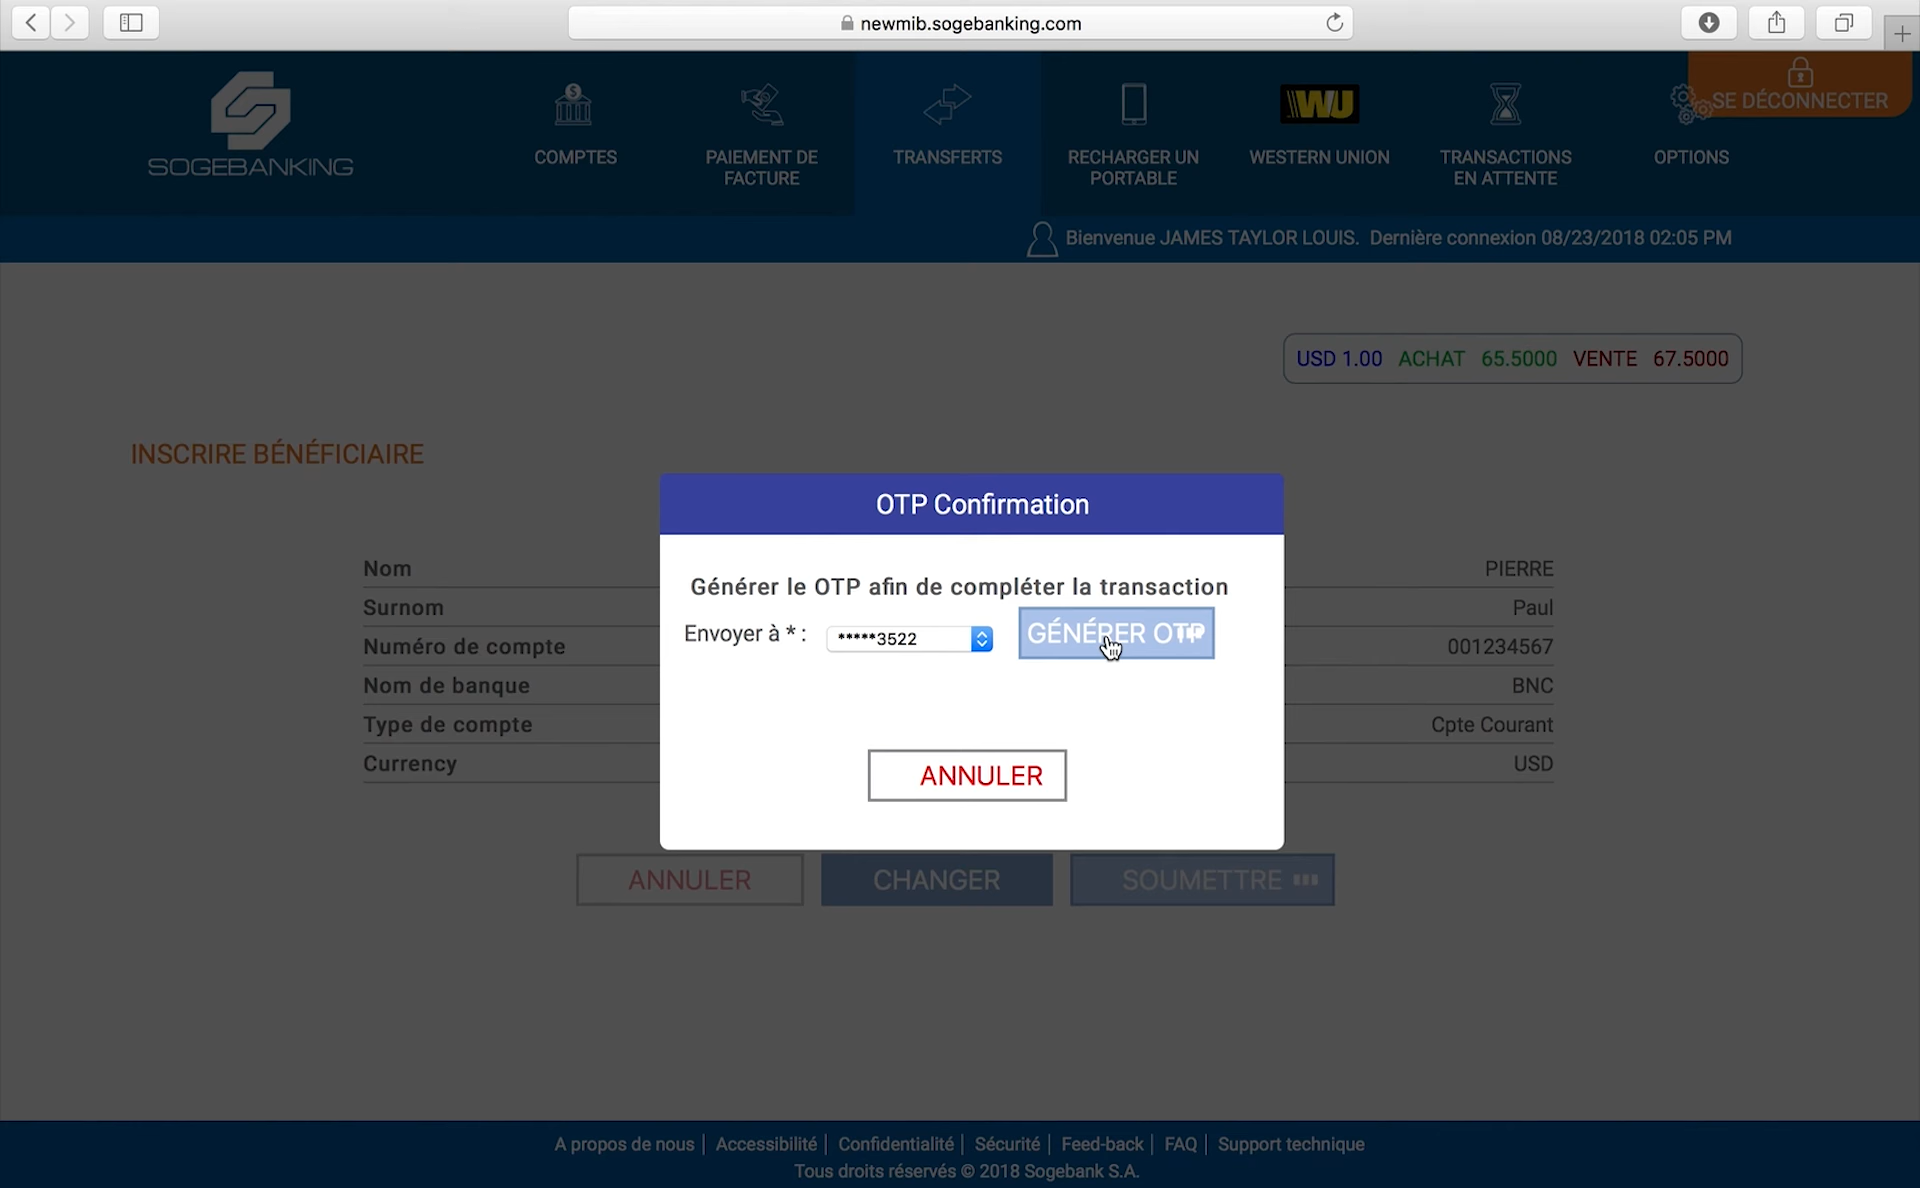 newmib.sogebanking.com
SE DÉCONNECTER
SOGEBANKING
COMPTES
PAIEMENT DE
FACTURE
TRANSFERTS
RECHARGER UN
PORTABLE
WU
WESTERN UNION
TRANSACTIONS
EN ATTENTE
OPTIONS
Bienvenue JAMES TAYLOR LOUIS. Dernière connexion 08/23/2018 02:05 PM
USD 1.00 ACHAT 65.5000 VENTE 67.5000
INSCRIRE BÉNÉFICIAIRE
OTP Confirmation
Générer le OTP afin de compléter la transaction
Envoyer à * : *****3522 GÉNÉRER OTP
ANNULER
Nom PIERRE
Surnom Paul
Numéro de compte 001234567
Nom de banque BNC
Type de compte Cpte Courant
Currency USD
ANNULER CHANGER SOUMETTRE
A propos de nous | Accessibilité | Confidentialité | Sécurité | Feed-back | FAQ | Support technique
Tous droits réservés © 2018 Sogebank S.A.